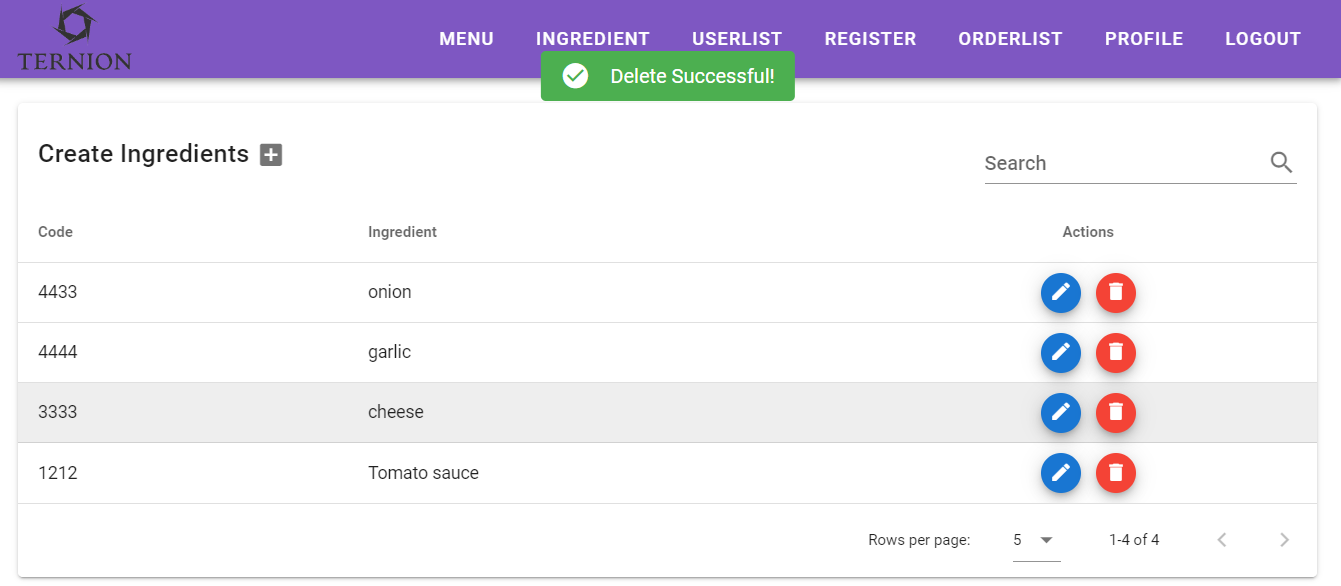 TERNION
MENU INGREDIENT USERLIST REGISTER ORDERLIST PROFILE LOGOUT
Delete Successful!
Create Ingredients
Search
Code Ingredient Actions
4433 onion
4444 garlic
3333 cheese
1212 Tomato sauce
Rows per page: 5 1-4 of 4